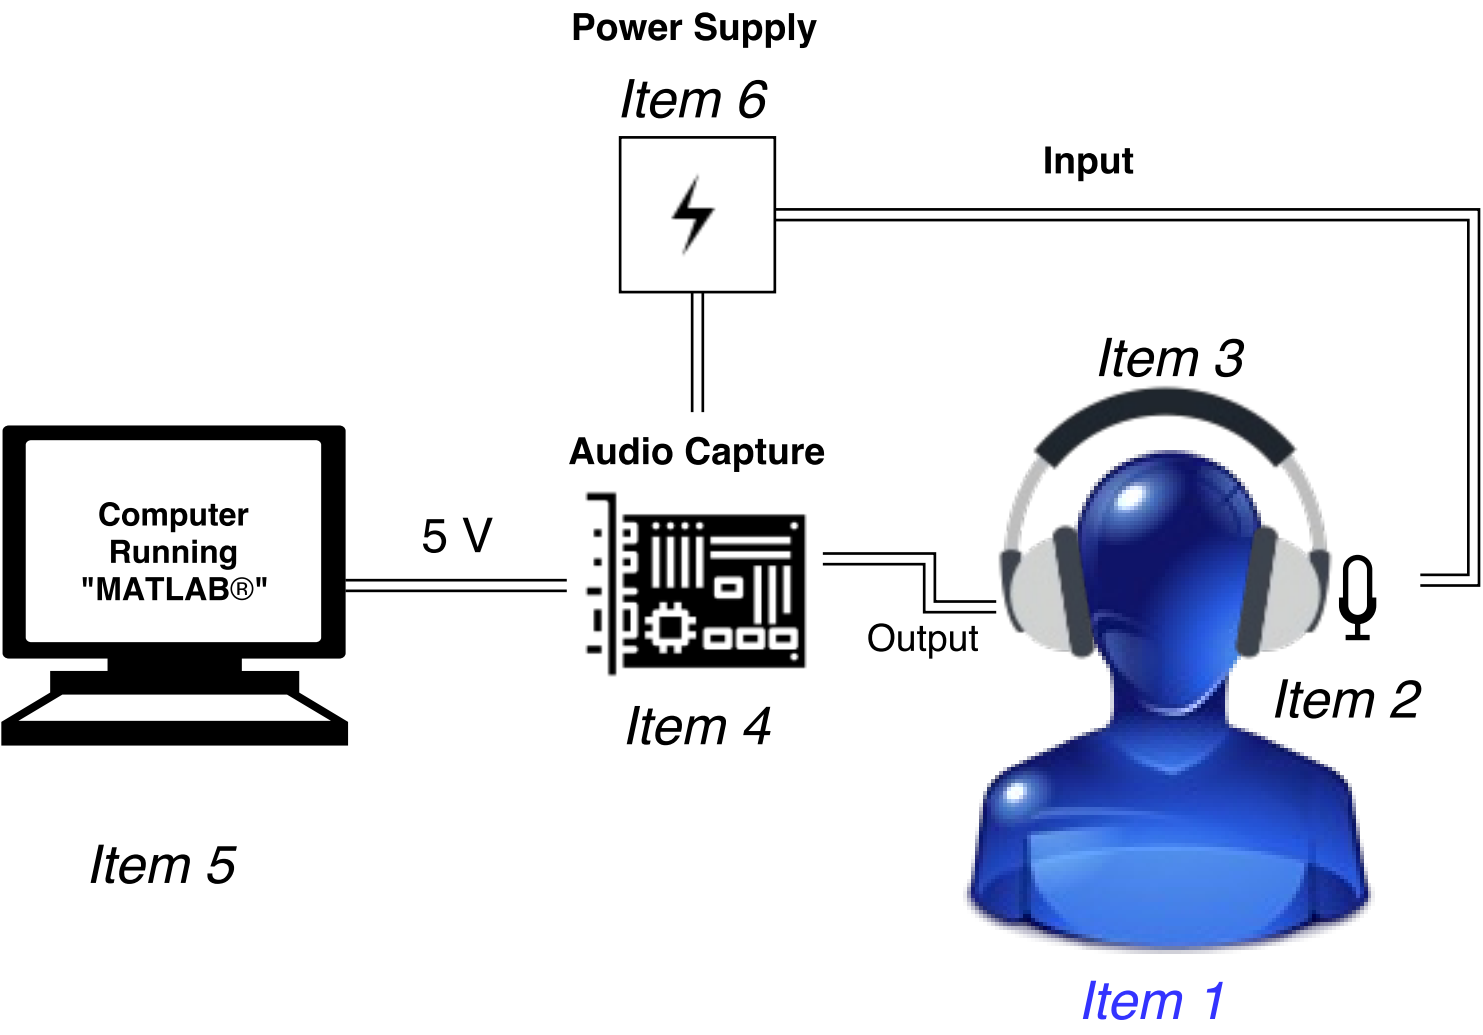 Power Supply
Item 6
Input
Item 3
Audio Capture
Computer
Running
"MATLAB®"
5 V
Output
Item 2
Item 4
Item 5
Item 1